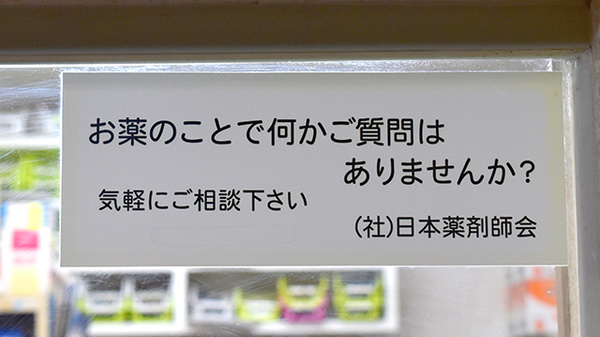 お薬のことで何かご質問は
ありませんか?
気軽にご相談下さい
(社)日本薬剤師会